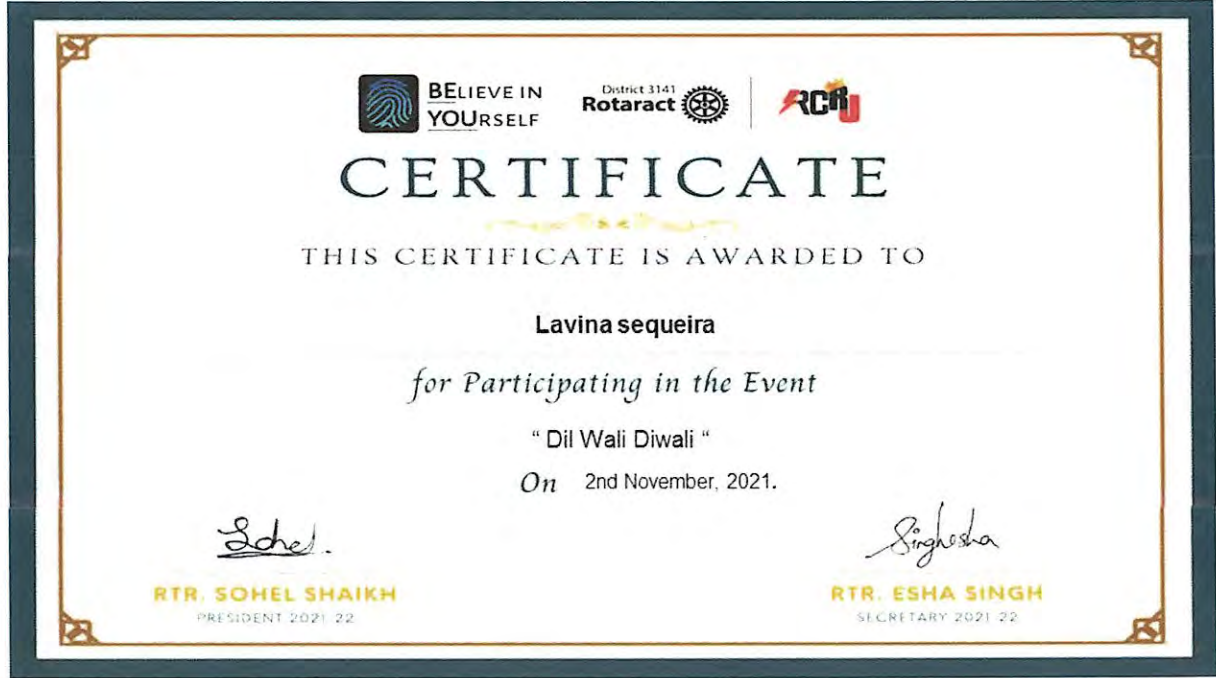 BELIEVE IN
YOURSELF
District 3141
Rotaract
RCRJ
CERTIFICATE
THIS CERTIFICATE IS AWARDED TO
Lavina sequeira
for Participating in the Event
“ Dil Wali Diwali “
On 2nd November, 2021.
Sohel.
Singhesha
RTR. SOHEL SHAIKH
PRESIDENT 2021-22
RTR. ESHA SINGH
SECRETARY 2021-22